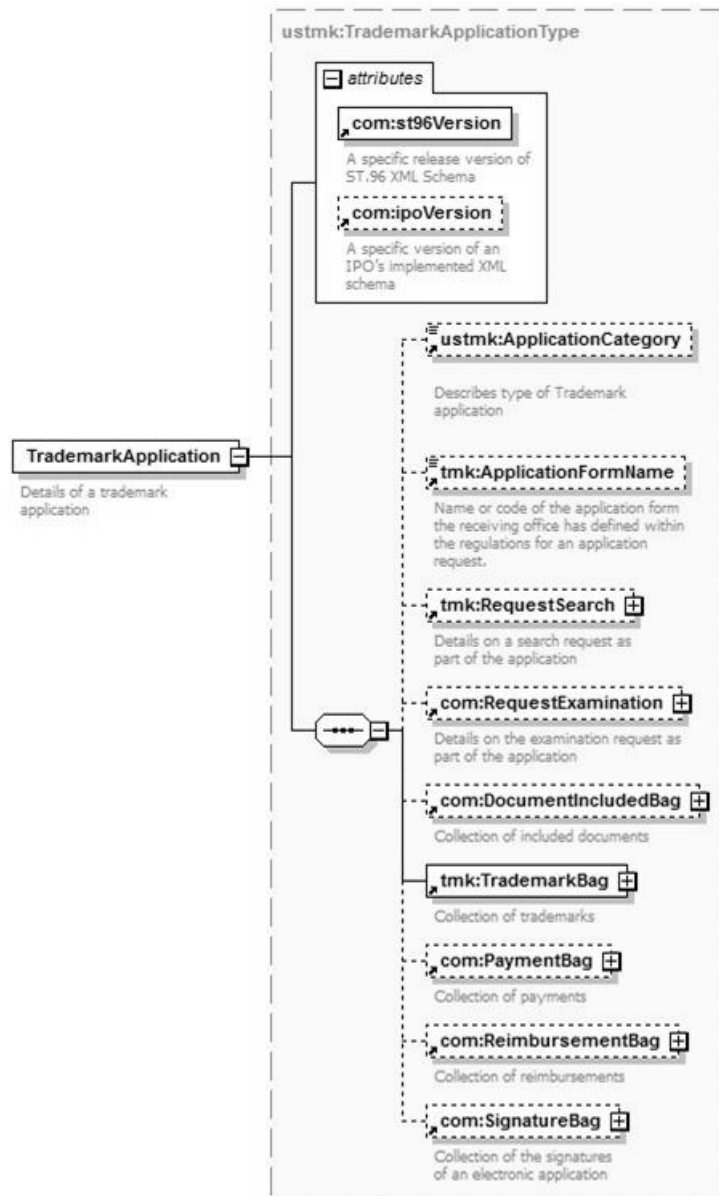 ustmk:TrademarkApplicationType
attributes
com:st96Version
A specific release version of
ST.96 XML Schema
com:ipoVersion
A specific version of an
IPO's implemented XML
schema
ustmk:ApplicationCategory
Describes type of Trademark
application
TrademarkApplication
Details of a trademark
application
tmk:ApplicationFormName
Name or code of the application form
the receiving office has defined within
the regulations for an application
request.
tmk:RequestSearch
Details on a search request as
part of the application
com:RequestExamination
Details on the examination request as
part of the application
com:DocumentIncludedBag
Collection of included documents
tmk:TrademarkBag
Collection of trademarks
com:PaymentBag
Collection of payments
com:ReimbursementBag
Collection of reimbursements
com:SignatureBag
Collection of the signatures
of an electronic application